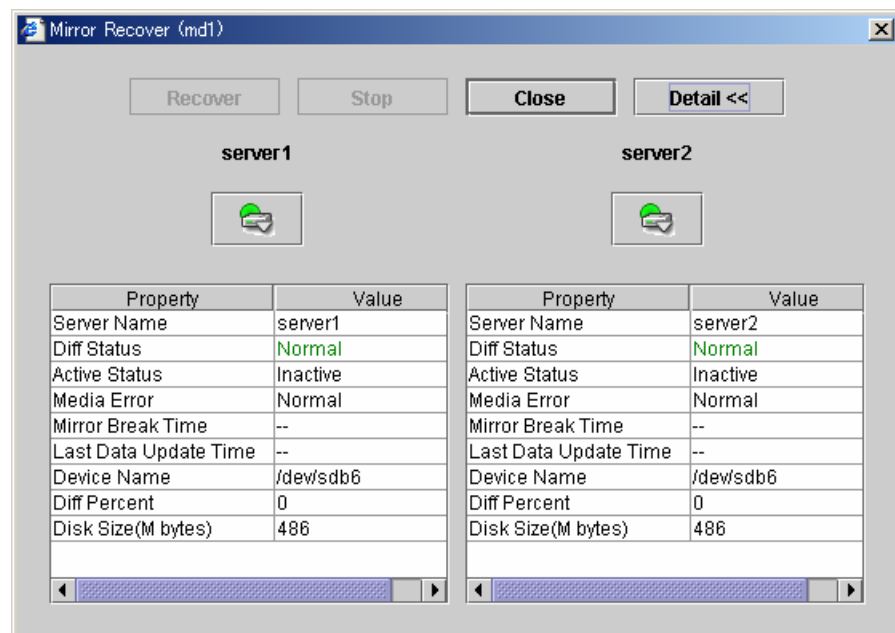 Mirror Recover (md1)
Recover Stop Close Detail <<
server1 server2
Property Value Property Value
Server Name server1 Server Name server2
Diff Status Normal Diff Status Normal
Active Status Inactive Active Status Inactive
Media Error Normal Media Error Normal
Mirror Break Time -- Mirror Break Time --
Last Data Update Time -- Last Data Update Time --
Device Name /dev/sdb6 Device Name /dev/sdb6
Diff Percent 0 Diff Percent 0
Disk Size(M bytes) 486 Disk Size(M bytes) 486